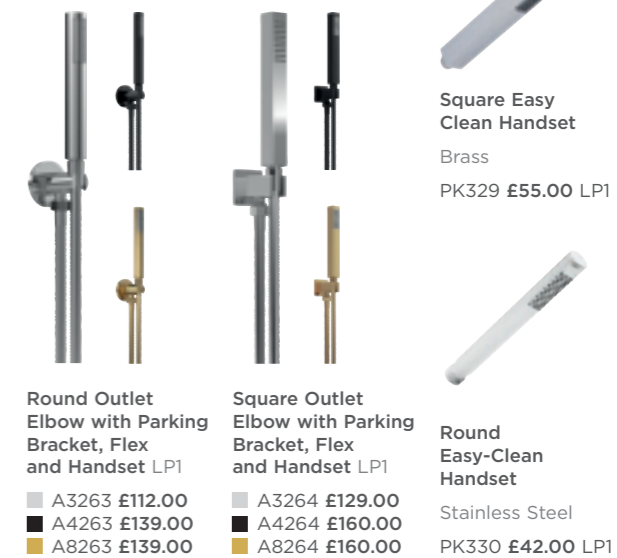 Round Outlet
Elbow with Parking
Bracket, Flex
and Handset LP1
A3263 £112.00
A4263 £139.00
A8263 £139.00
Square Outlet
Elbow with Parking
Bracket, Flex
and Handset LP1
A3264 £129.00
A4264 £160.00
A8264 £160.00
Square Easy
Clean Handset
Brass
PK329 £55.00 LP1
Round
Easy-Clean
Handset
Stainless Steel
PK330 £42.00 LP1